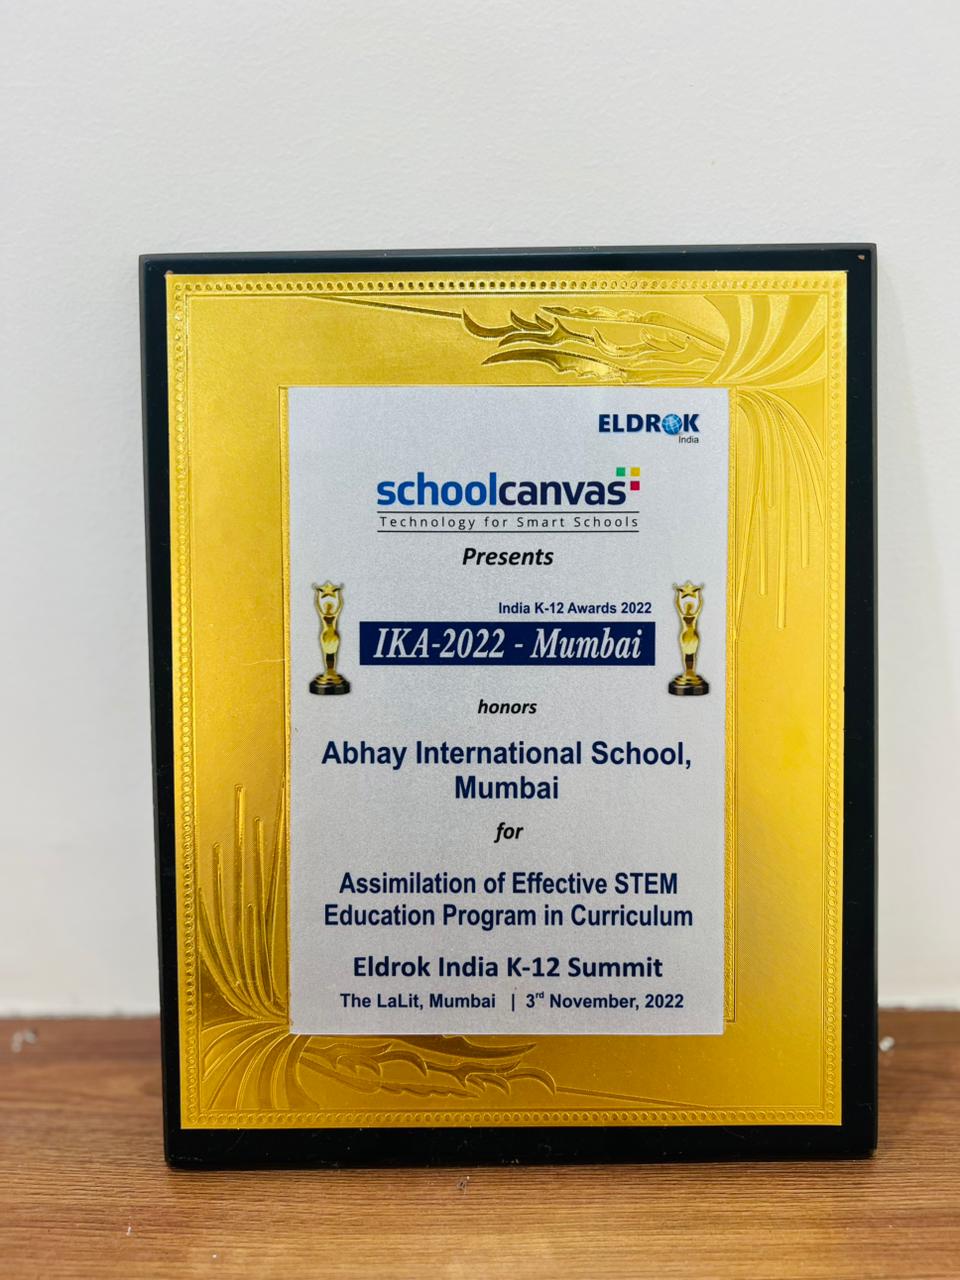 ELDROK
India
schoolcanvas
Technology for Smart Schools
Presents
India K-12 Awards 2022
IKA-2022 - Mumbai
honors
Abhay International School,
Mumbai
for
Assimilation of Effective STEM
Education Program in Curriculum
Eldrok India K-12 Summit
The LaLit, Mumbai | 3rd November, 2022